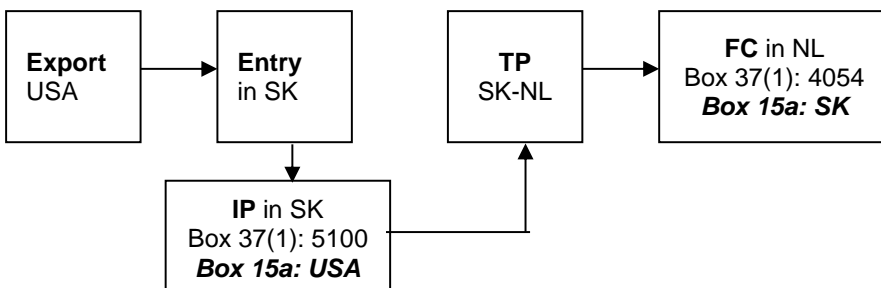 Export
USA
Entry
in SK
IP in SK
Box 37(1): 5100
Box 15a: USA
TP
SK-NL
FC in NL
Box 37(1): 4054
Box 15a: SK